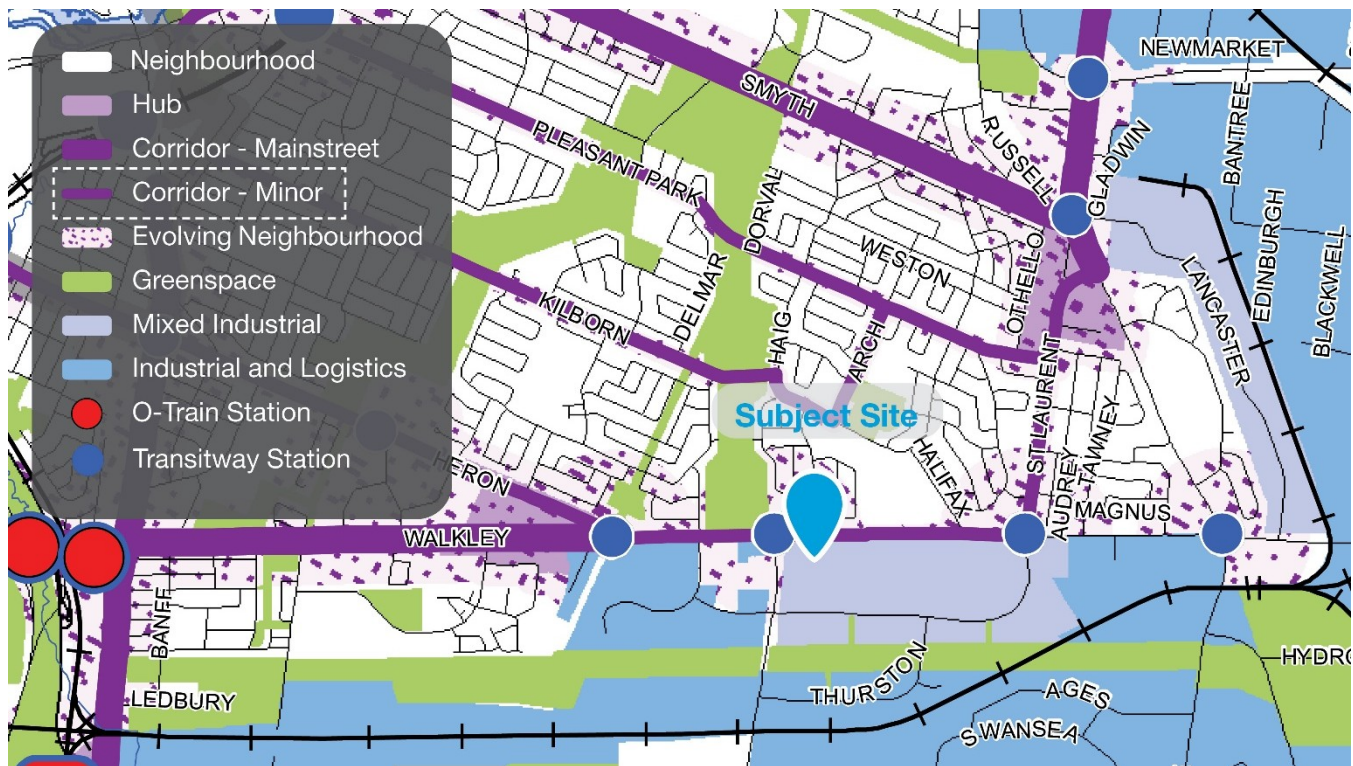 Neighbourhood
Hub
Corridor - Mainstreet
Corridor - Minor
Evolving Neighbourhood
Greenspace
Mixed Industrial
Industrial and Logistics
O-Train Station
Transitway Station
NEWMARKET
SMYTH
BANTREE
RUSSELL
GLADWIN
PLEASANT PARK
DORVAL
EDINBURGH
WESTON
OTHELLO
LANCASTER
BLACKWELL
DELMAR
KILBORN
HAIG
ARCH
Subject Site
ST LAURENT
TAWNEY
HALIFAX
AUDREY
HERON
MAGNUS
WALKLEY
BANFF
HYDRO
THURSTON
LEDBURY
AGES
SWANSEA